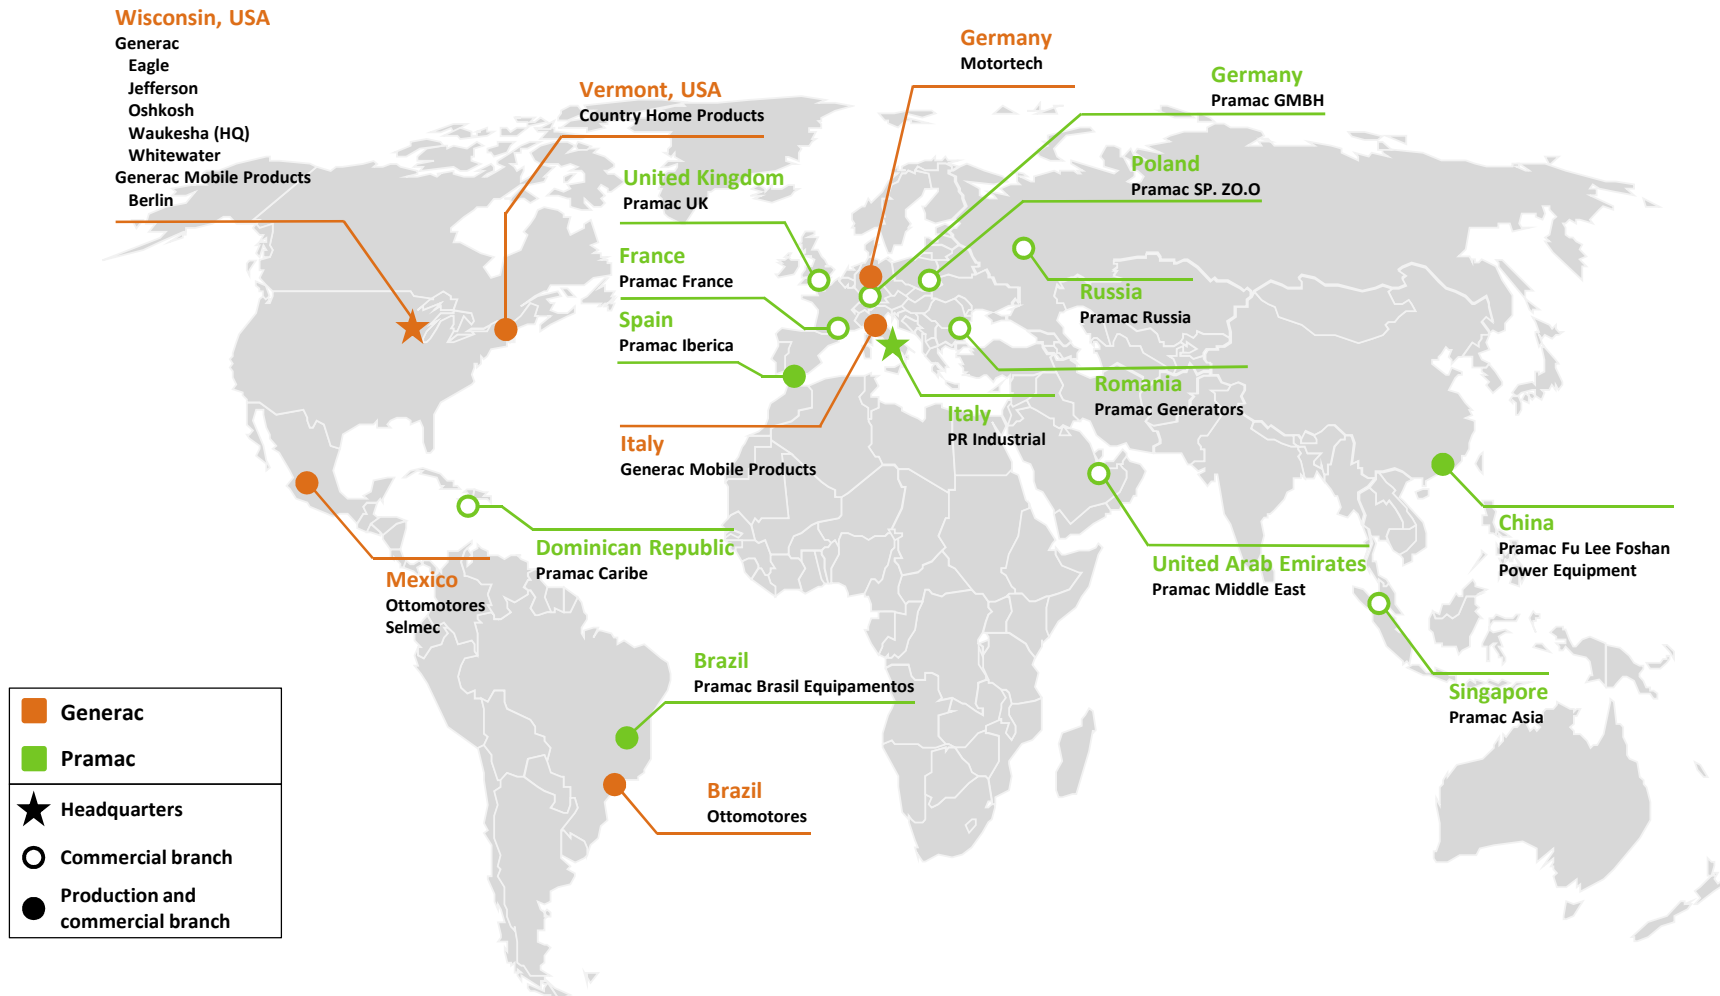 Wisconsin, USA
Generac
Eagle
Jefferson
Oshkosh
Waukesha (HQ)
Whitewater
Generac Mobile Products
Berlin
Vermont, USA
Country Home Products
Germany
Motortech
Germany
Pramac GMBH
United Kingdom
Pramac UK
Poland
Pramac SP. ZO.O
France
Pramac France
Russia
Pramac Russia
Spain
Pramac Iberica
Romania
Pramac Generators
Italy
Generac Mobile Products
Italy
PR Industrial
Dominican Republic
Pramac Caribe
Mexico
Ottomotores
Selmec
United Arab Emirates
Pramac Middle East
China
Pramac Fu Lee Foshan
Power Equipment
Brazil
Pramac Brasil Equipamentos
Singapore
Pramac Asia
Brazil
Ottomotores
Generac
Pramac
Headquarters
Commercial branch
Production and
commercial branch